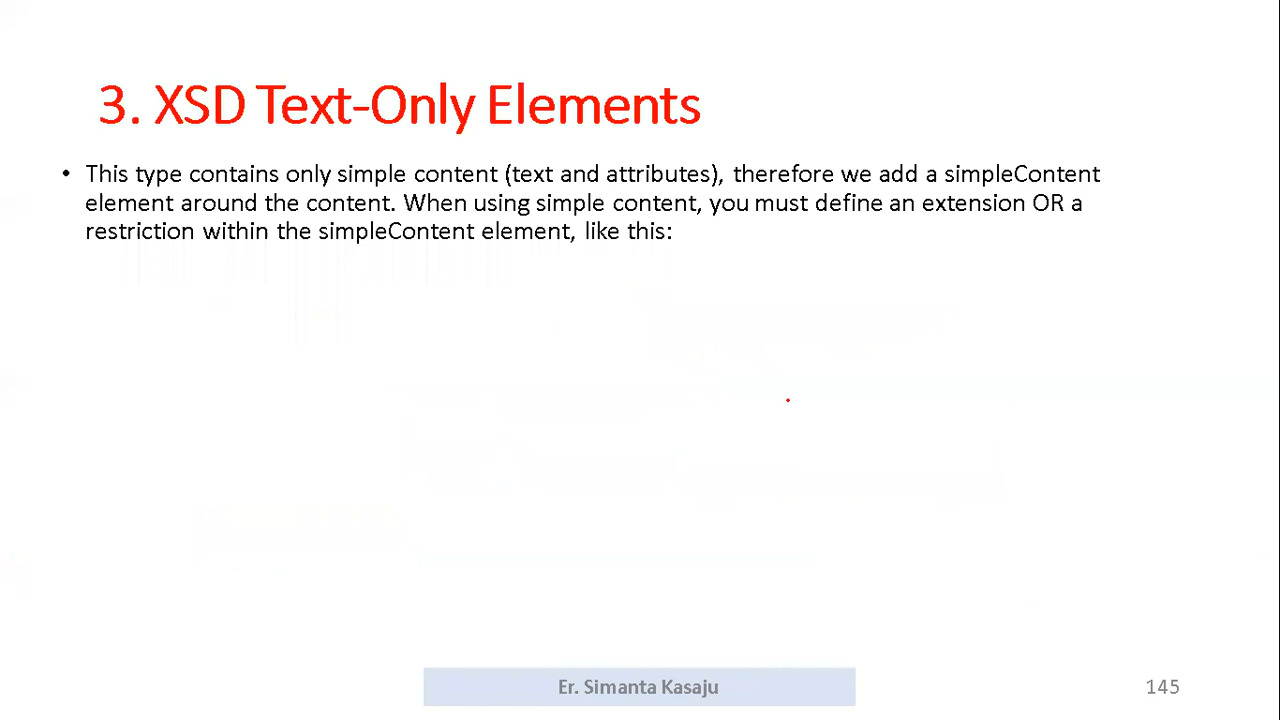 3. XSD Text-Only Elements
• This type contains only simple content (text and attributes), therefore we add a simpleContent
element around the content. When using simple content, you must define an extension OR a
restriction within the simpleContent element, like this:
Er. Simanta Kasaju
145